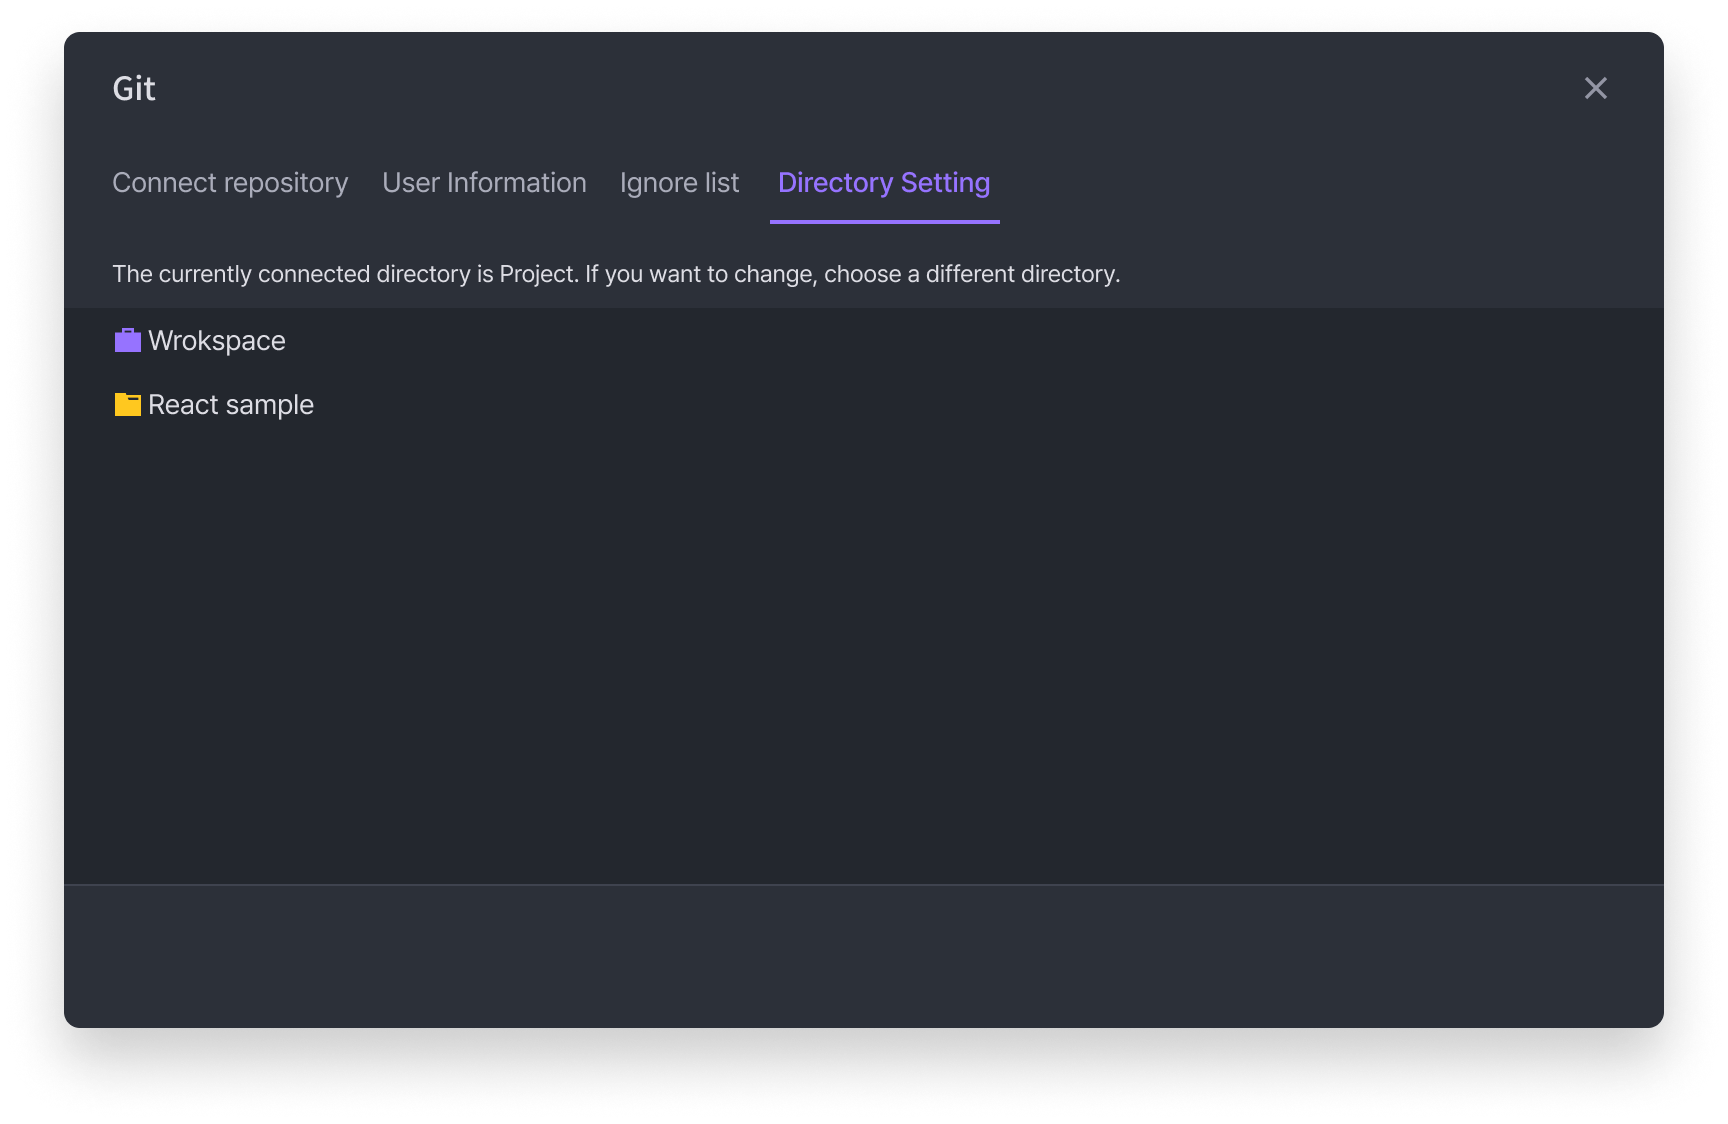 Git
Connect repository User Information Ignore list Directory Setting
The currently connected directory is Project. If you want to change, choose a different directory.
Wrokspace
React sample